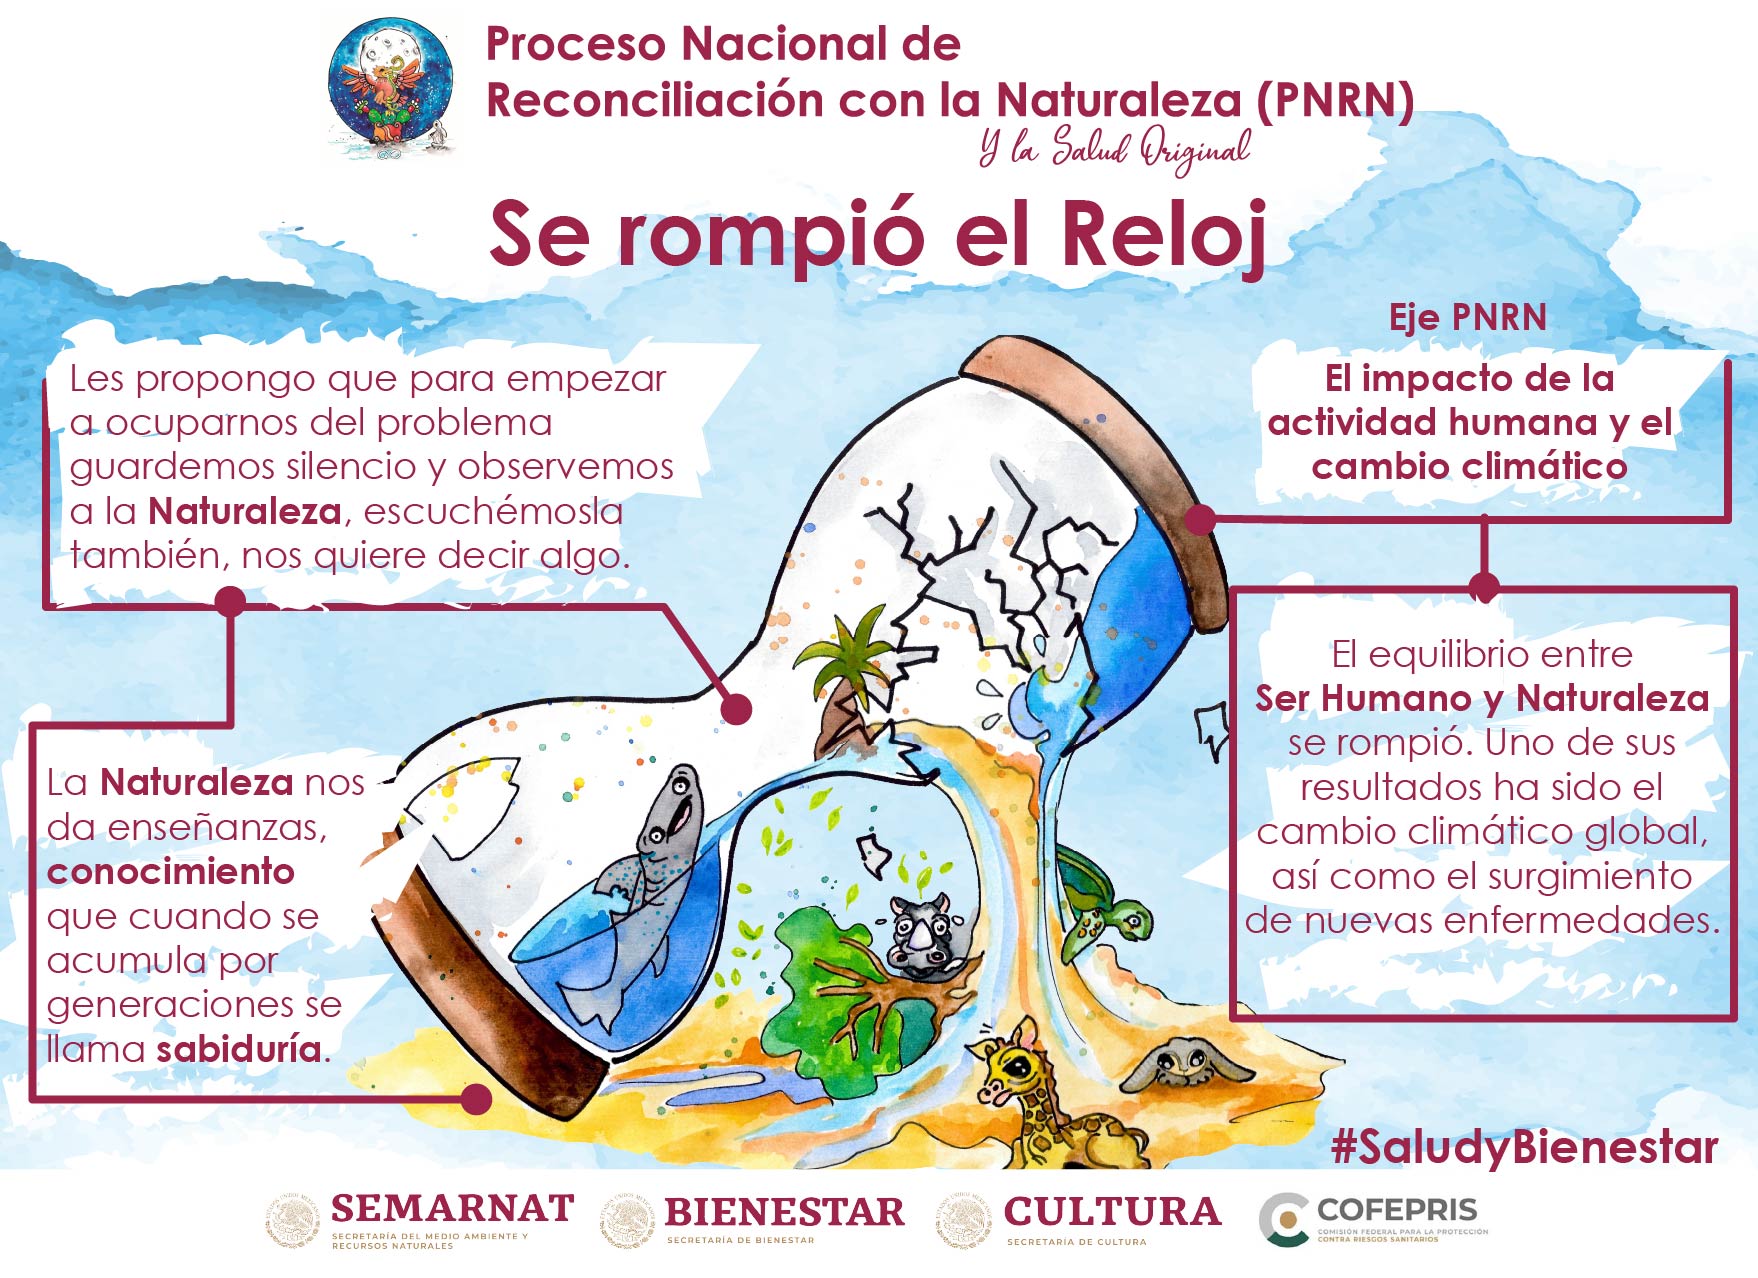 Proceso Nacional de
Reconciliación con la Naturaleza (PNRN)
Y la Salud Original
Se rompió el Reloj
Les propongo que para empezar
a ocuparnos del problema
guardemos silencio y observemos
a la Naturaleza, escuchémosla
también, nos quiere decir algo.
La Naturaleza nos
da enseñanzas,
conocimiento
que cuando se
acumula por
generaciones se
llama sabiduría.
Eje PNRN
El impacto de la
actividad humana y el
cambio climático
El equilibrio entre
Ser Humano y Naturaleza
se rompió. Uno de sus
resultados ha sido el
cambio climático global,
así como el surgimiento
de nuevas enfermedades.
#SaludyBienestar
SEMARNAT
SECRETARÍA DEL MEDIO AMBIENTE Y
RECURSOS NATURALES
BIENESTAR
SECRETARÍA DE BIENESTAR
CULTURA
SECRETARÍA DE CULTURA
COFEPRIS
COMISIÓN FEDERAL PARA LA PROTECCIÓN
CONTRA RIESGOS SANITARIOS